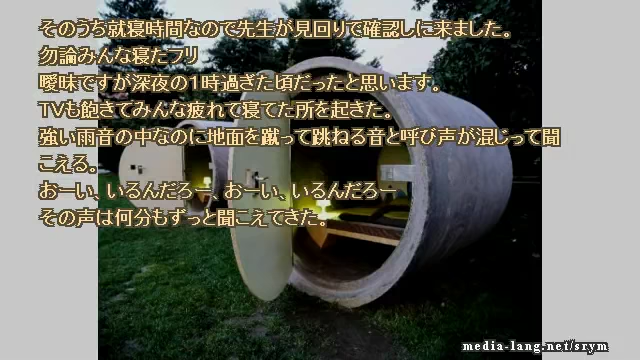 そのうち就寝時間なので先生が見回りて確認しに来ました。
勿論みんな寝たフリ
曖昧ですが深夜の1時過ぎた頃だったと思います。
TVも飽きてみんな疲れて寝てた所を起きた。
強い雨音の中なのに地面を蹴って跳ねる音と呼び声が混じって聞
こえる。
おーい、いるんだろー、おーい、いるんだろー
その声は何分もずっと聞こえてきた。
media-lang.net/srym